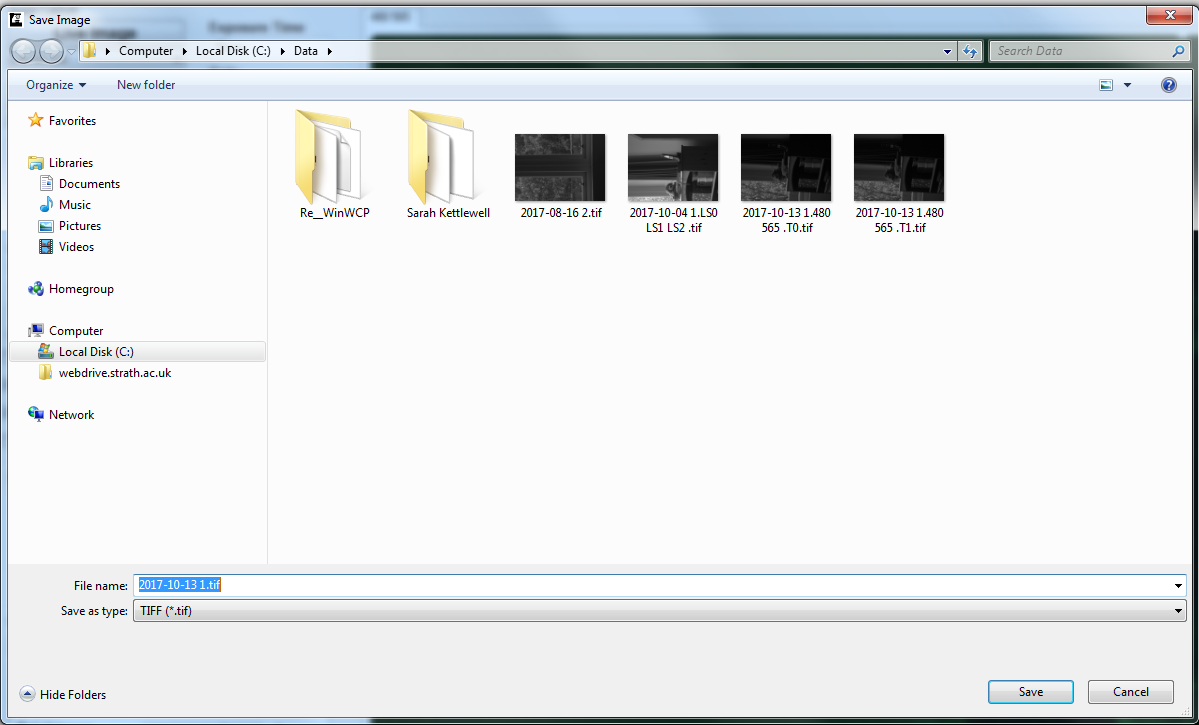 Save Image
Exposure Time
Computer Local Disk (C:) Data
Search Data
Organize New folder
Favorites
Libraries
Documents
Music
Pictures
Videos
Homegroup
Computer
Local Disk (C:)
webdrive.strath.ac.uk
Network
Re__WinWCP
Sarah Kettlewell
2017-08-16 2.tif
2017-10-04 1.LS0
LS1 LS2 .tif
2017-10-13 1.480
565 .T0.tif
2017-10-13 1.480
565 .T1.tif
File name: 2017-10-13 1.tif
Save as type: TIFF (*.tif)
Hide Folders
Save Cancel